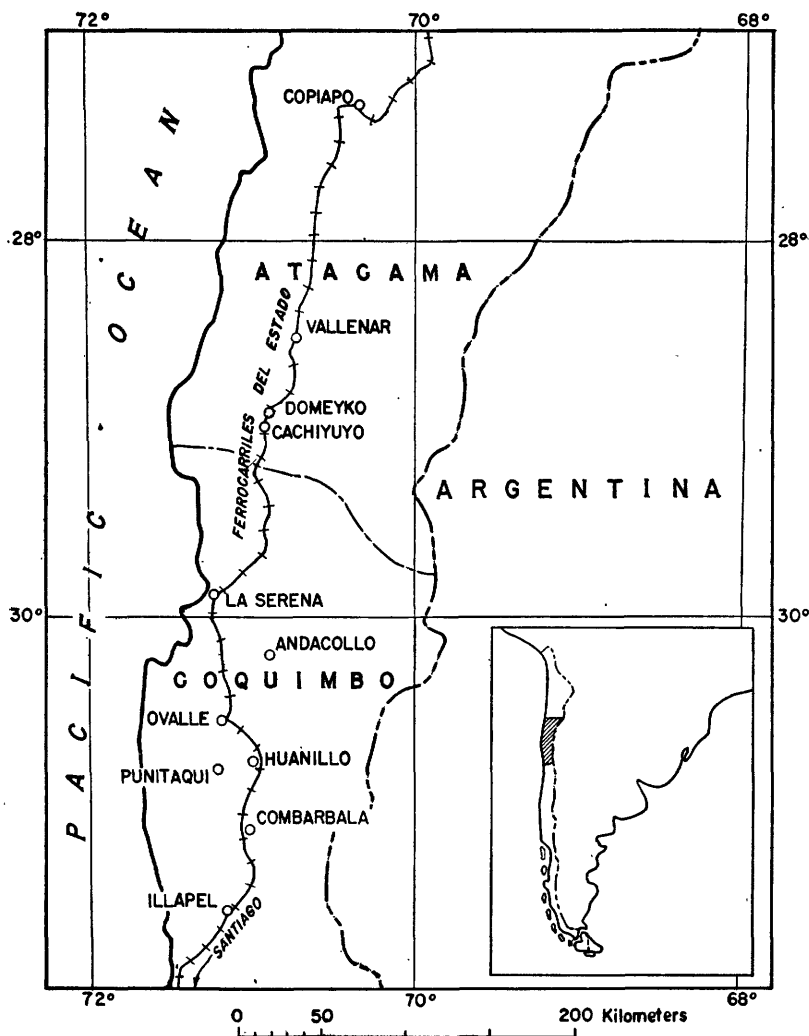 72° 70° 68°
COPIAPO
PACIFIC OCEAN
28° 28°
ATACAMA
FERROCARRILES DEL ESTADO
VALLENAR
DOMEYKO
CACHIYUYO
ARGENTINA
LA SERENA
30° 30°
ANDACOLLO
COQUIMBO
OVALLE
HUANILLO
PUNITAQUI
COMBARBALA
ILLAPEL
SANTIAGO
72° 70° 68°
0 50 200 Kilometers